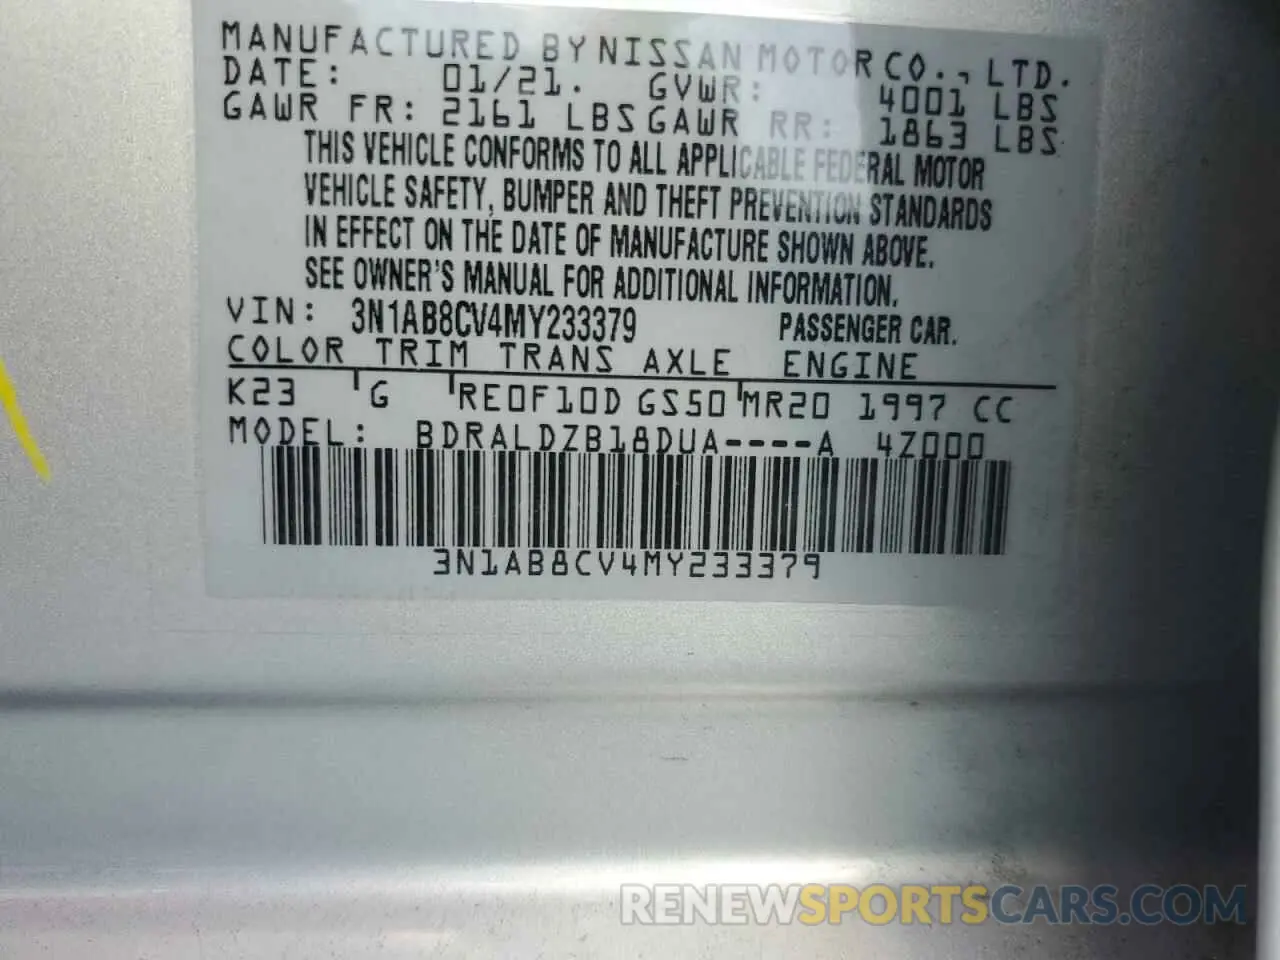 MANUFACTURED BY NISSAN MOTOR CO., LTD.
DATE: 01/21. GVWR: 4001 LBS
GAWR FR: 2161 LBS GAWR RR: 1863 LBS
THIS VEHICLE CONFORMS TO ALL APPLICABLE FEDERAL MOTOR
VEHICLE SAFETY, BUMPER AND THEFT PREVENTION STANDARDS
IN EFFECT ON THE DATE OF MANUFACTURE SHOWN ABOVE.
SEE OWNER'S MANUAL FOR ADDITIONAL INFORMATION.
VIN: 3N1AB8CV4MY233379 PASSENGER CAR.
COLOR TRIM TRANS AXLE ENGINE
K23 G RE0F10D GS50 MR20 1997 CC
MODEL: BDRALDZB18DUA----A 4Z000
3N1AB8CV4MY233379
RENEWSPORTSCARS.COM